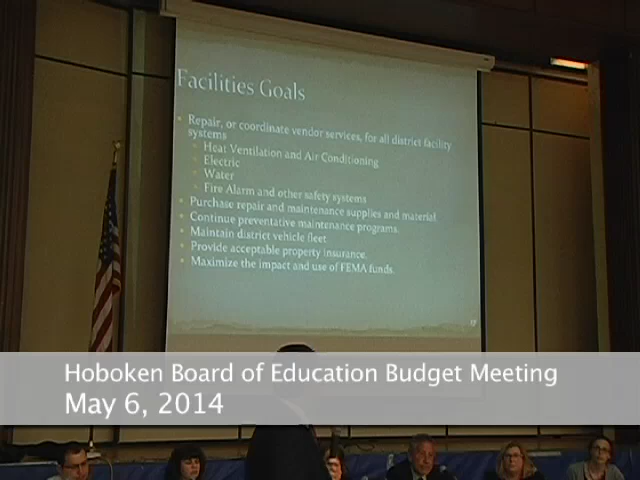 Facilities Goals
Repair, or coordinate vendor services, for all district facility
systems
Heat Ventilation and Air Conditioning
Electric
Water
Fire Alarm and other safety systems
Purchase repair and maintenance supplies and material
Continue preventative maintenance programs.
Maintain district vehicle fleet
Provide acceptable property insurance.
Maximize the impact and use of FEMA funds.
Hoboken Board of Education Budget Meeting
May 6, 2014